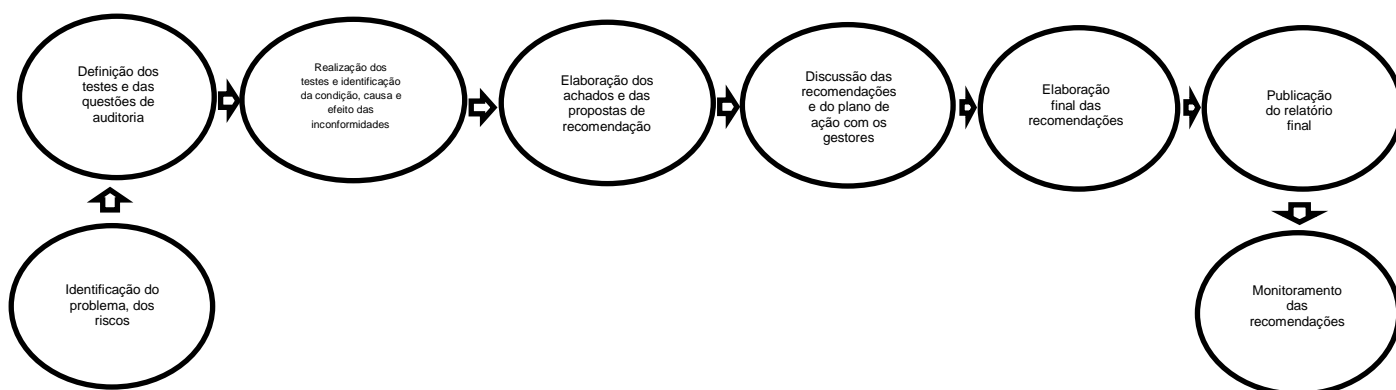 Definição dos
testes e das
questões de
auditoria
Realização dos
testes e identificação
da condição, causa e
efeito das
inconformidades
Elaboração dos
achados e das
propostas de
recomendação
Discussão das
recomendações
e do plano de
ação com os
gestores
Elaboração
final das
recomendações
Publicação
do relatório
final
Identificação do
problema, dos
riscos
Monitoramento
das
recomendações